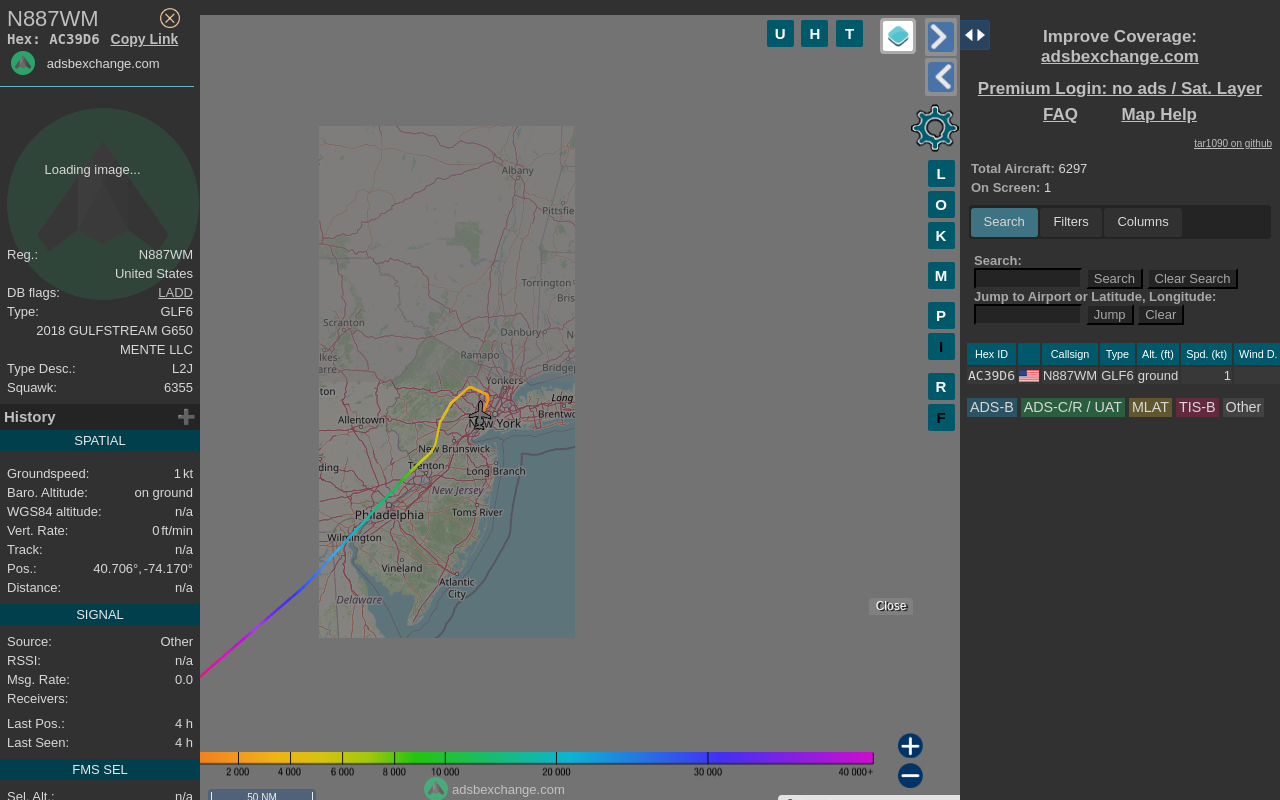 N887WM
Hex: AC39D6 Copy Link
adsbexchange.com
Loading image...
Reg.: N887WM
United States
DB flags: LADD
Type: GLF6
2018 GULFSTREAM G650
MENTE LLC
Type Desc.: L2J
Squawk: 6355
History
SPATIAL
Groundspeed: 1 kt
Baro. Altitude: on ground
WGS84 altitude: n/a
Vert. Rate: 0 ft/min
Track: n/a
Pos.: 40.706°, -74.170°
Distance: n/a
SIGNAL
Source: Other
RSSI: n/a
Msg. Rate: 0.0
Receivers:
Last Pos.: 4 h
Last Seen: 4 h
FMS SEL
Sel. Alt.: n/a
U H T
L
O
K
M
P
I
R
F
Albany
Pittsfie
Torrington
Bris
Scranton
Danbury
N
lkes-
arre
Ramapo
Bridgep
Yonkers
ton
Long
Allentown
New York
Brentwo
New Brunswick
ding
Trenton
Long Branch
New Jersey
Philadelphia
Toms River
Wilmington
Vineland
Atlantic
City
Delaware
Close
2 000 4 000 6 000 8 000 10 000 20 000 30 000 40 000+
adsbexchange.com
50 NM
Improve Coverage:
adsbexchange.com
Premium Login: no ads / Sat. Layer
FAQ Map Help
tar1090 on github
Total Aircraft: 6297
On Screen: 1
Search Filters Columns
Search:
Search Clear Search
Jump to Airport or Latitude, Longitude:
Jump Clear
Hex ID Callsign Type Alt. (ft) Spd. (kt) Wind D.
AC39D6 N887WM GLF6 ground 1
ADS-B ADS-C/R / UAT MLAT TIS-B Other